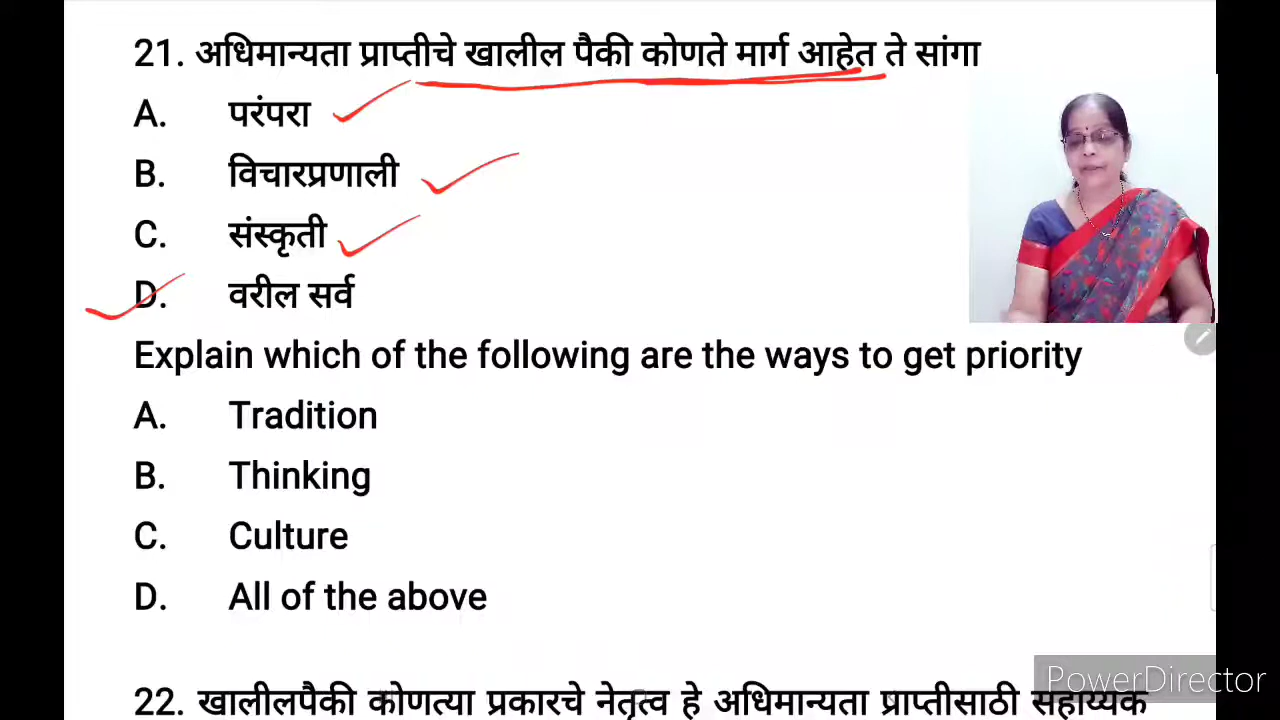 21. अधिमान्यता प्राप्तीचे खालील पैकी कोणते मार्ग आहेत ते सांगा
A. परंपरा
B. विचारप्रणाली
C. संस्कृती
D. वरील सर्व
Explain which of the following are the ways to get priority
A. Tradition
B. Thinking
C. Culture
D. All of the above
22. खालीलपैकी कोणत्या प्रकारचे नेतृत्व हे अधिमान्यता प्राप्तीसाठी सहाय्यक
PowerDirector